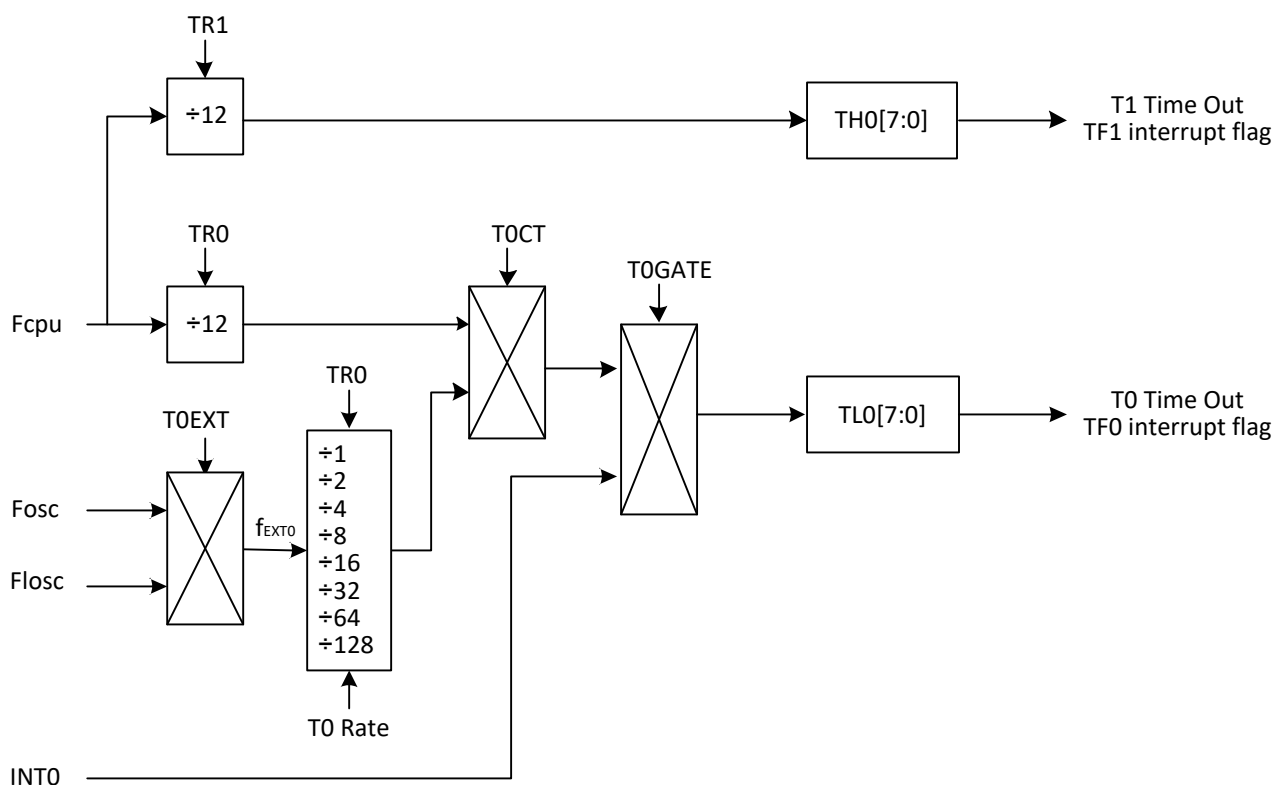 TR1
÷12
TH0[7:0]
T1 Time Out
TF1 interrupt flag
TR0
T0CT
T0GATE
Fcpu
÷12
TR0
TL0[7:0]
T0 Time Out
TF0 interrupt flag
T0EXT
÷1
÷2
÷4
÷8
÷16
÷32
÷64
÷128
Fosc
fEXT0
Flosc
T0 Rate
INT0